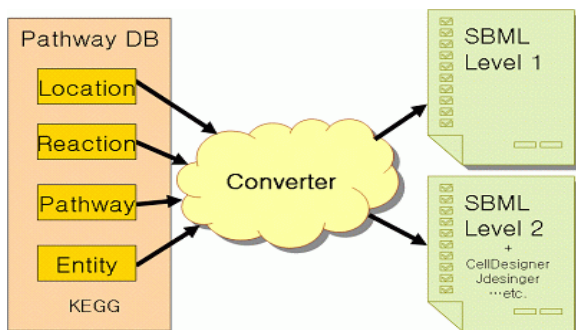 Pathway DB
Location
Reaction
Pathway
Entity
KEGG
Converter
SBML
Level 1
SBML
Level 2
+
CellDesigner
Jdesinger
…etc.